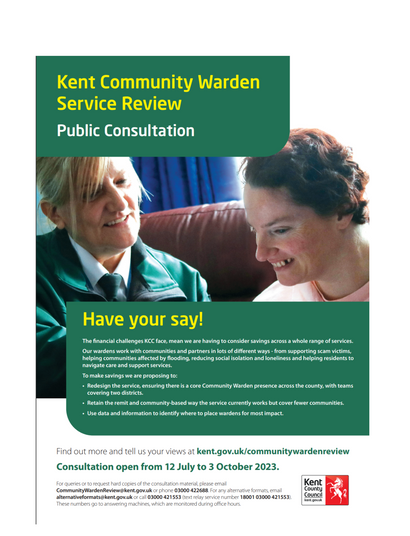 Kent Community Warden
Service Review
Public Consultation
Have your say!
The financial challenges KCC face, mean we are having to consider savings across a whole range of services.
Our wardens work with communities and partners in lots of different ways - from supporting scam victims,
helping communities affected by flooding, reducing social isolation and loneliness and helping residents to
navigate care and support services.
To make savings we are proposing to:
• Redesign the service, ensuring there is a core Community Warden presence across the county, with teams
covering two districts.
• Retain the remit and community-based way the service currently works but cover fewer communities.
• Use data and information to identify where to place wardens for most impact.
Find out more and tell us your views at kent.gov.uk/communitywardenreview
Consultation open from 12 July to 3 October 2023.
For queries or to request hard copies of the consultation material, please email
CommunityWardenReview@kent.gov.uk or phone 03000 422688. For any alternative formats, email
alternativeformats@kent.gov.uk or call 03000 421553 (text relay service number 18001 03000 421553).
These numbers go to answering machines, which are monitored during office hours.
Kent
County
Council
kent.gov.uk